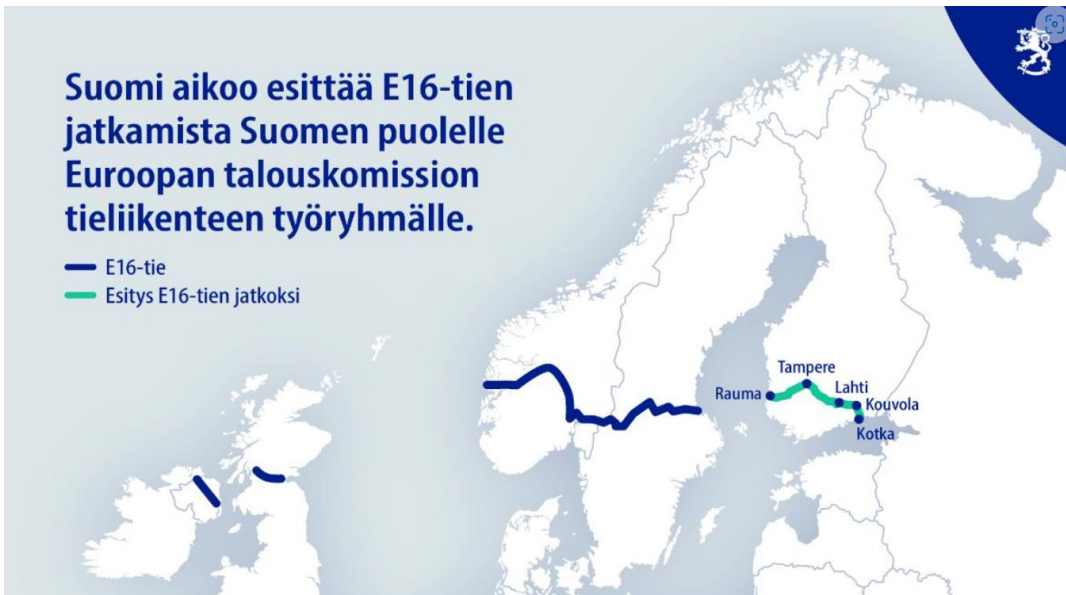 Suomi aikoo esittää E16-tien
jatkamista Suomen puolelle
Euroopan talouskomission
tieliikenteen työryhmälle.
E16-tie
Esitys E16-tien jatkoksi
Tampere
Rauma
Lahti
Kouvola
Kotka